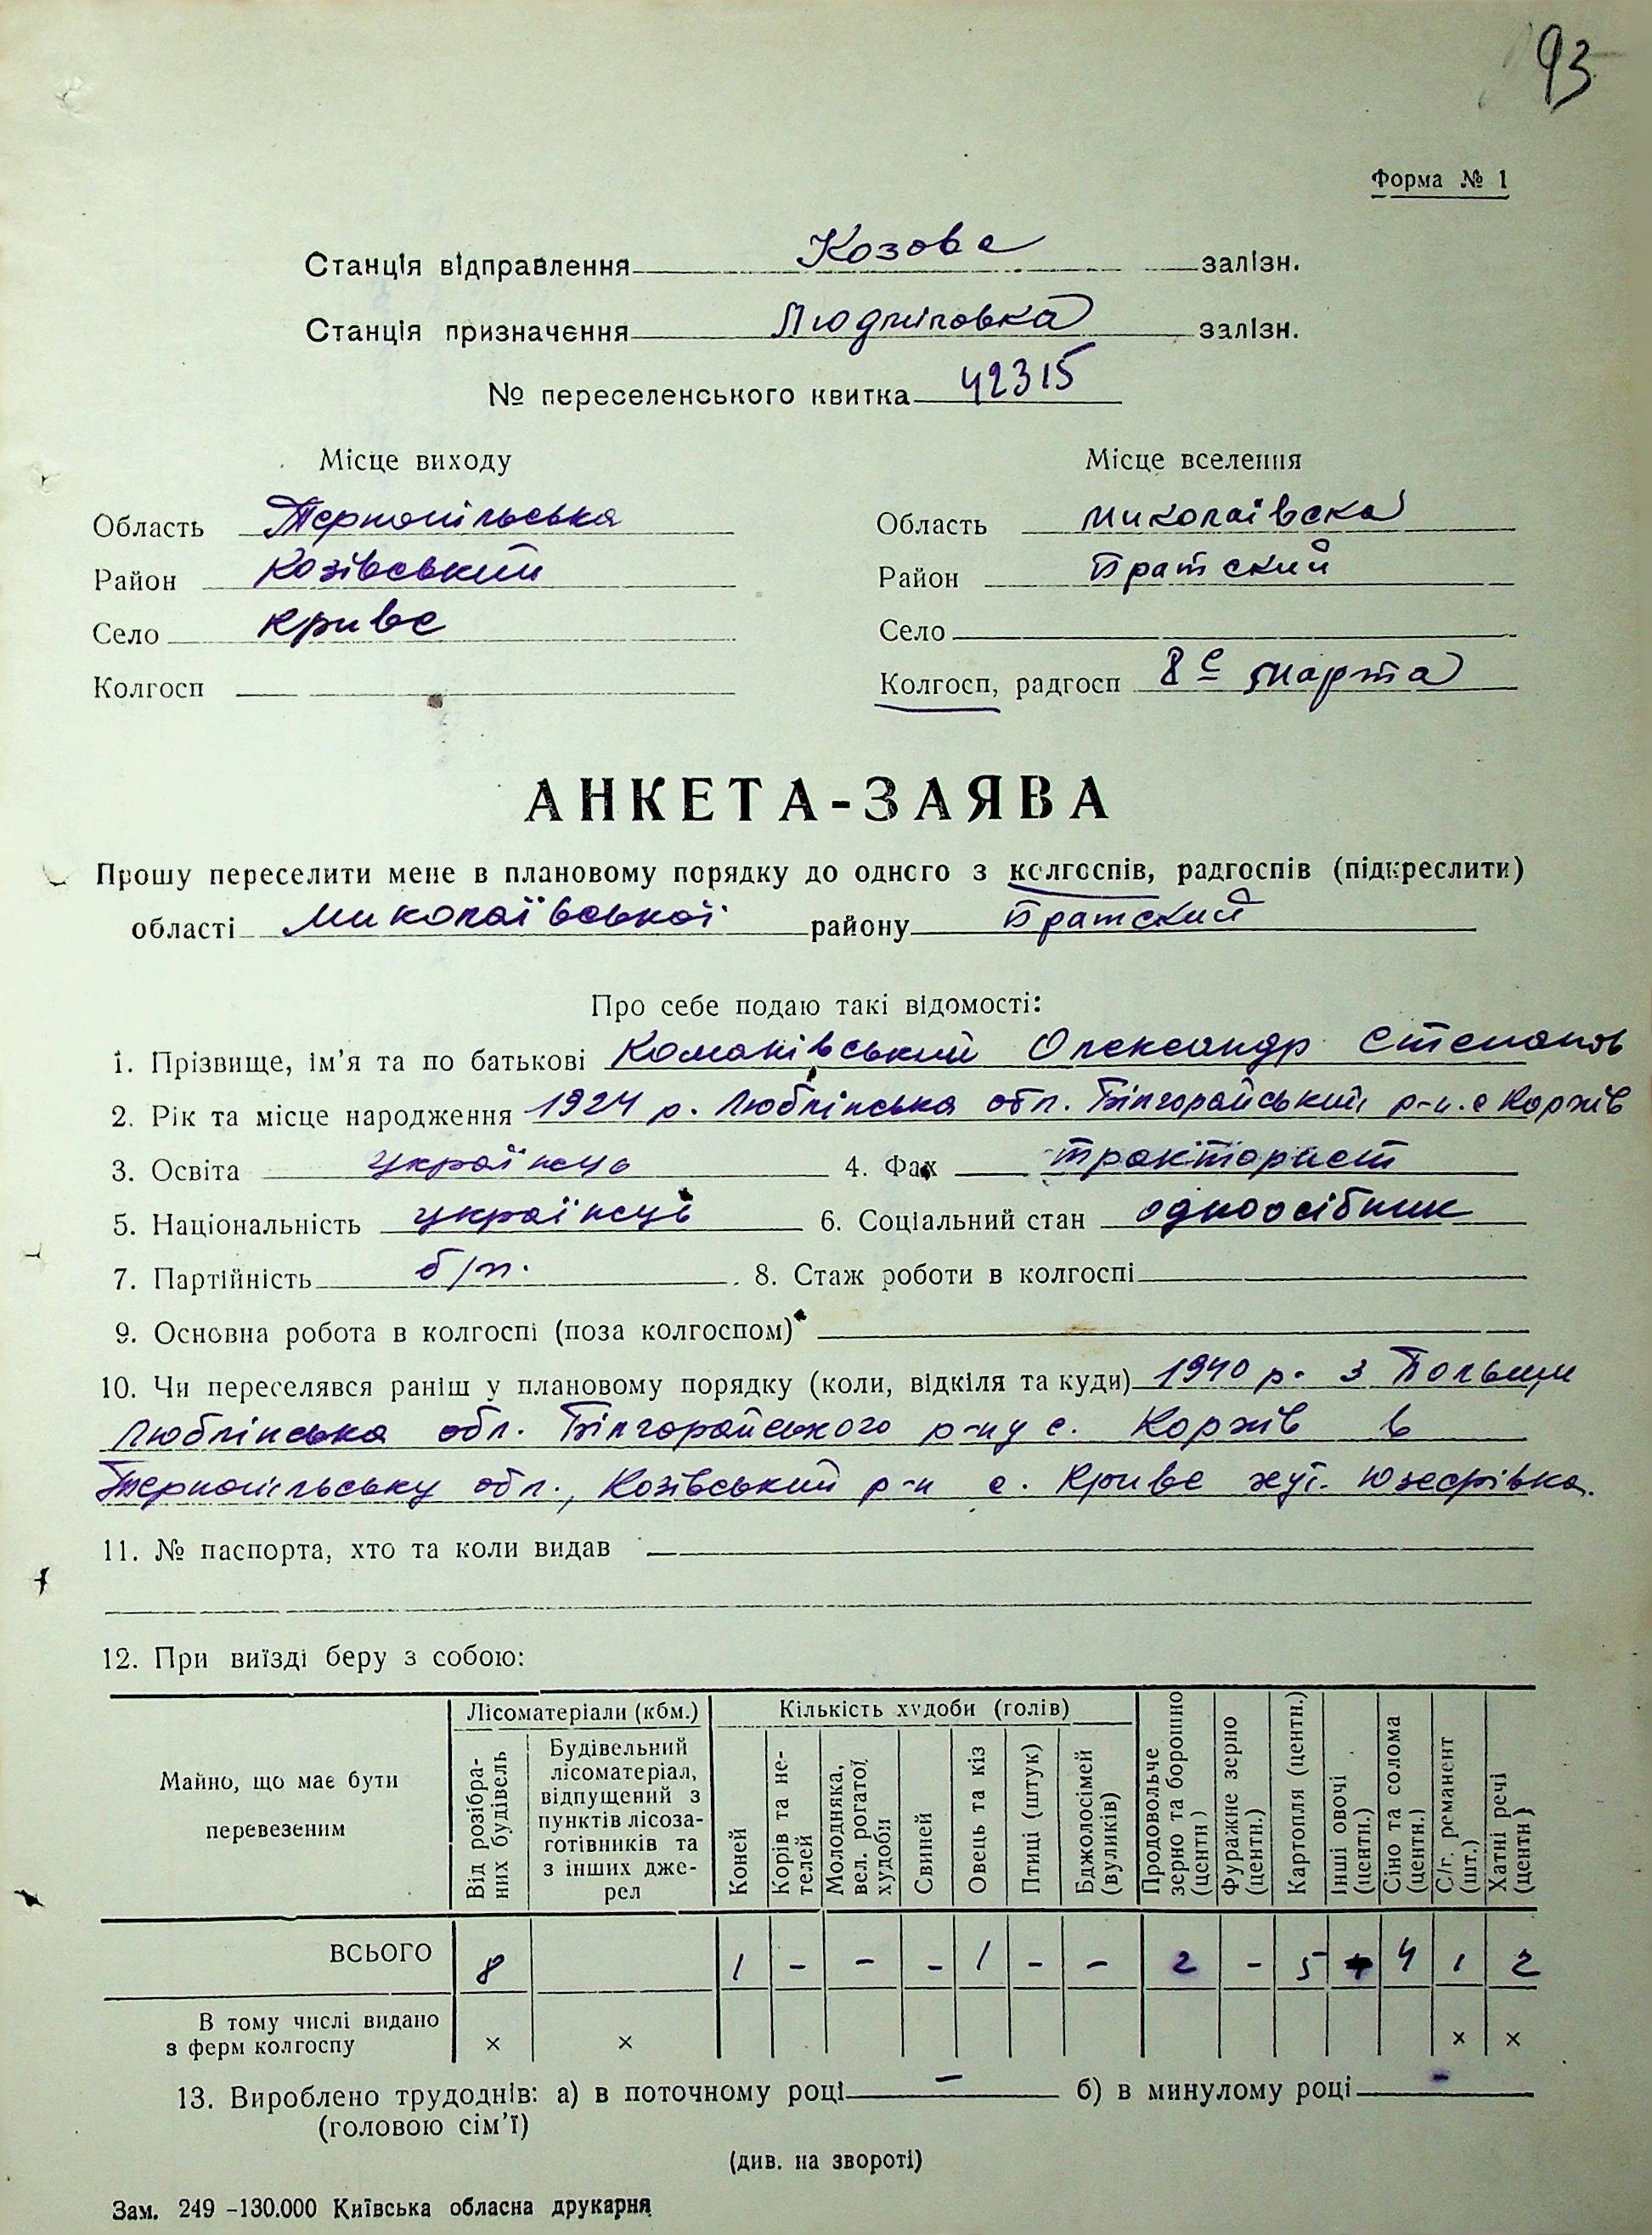 93
Форма № 1
Станція відправлення Козова залізн.
Станція призначення Людмиловка залізн.
№ переселенського квитка 42315
Місце виходу Місце вселення
Область Тернопільська Область Миколаївска
Район Козівський Район Братский
Село Криве Село
Колгосп — Колгосп, радгосп 8е марта
АНКЕТА-ЗАЯВА
Прошу переселити мене в плановому порядку до одного з колгоспів, радгоспів (підкреслити)
області Миколаївської району Братский
Про себе подаю такі відомості:
1. Прізвище, ім’я та по батькові Команівський Олександр Степанов
2. Рік та місце народження 1924 р. Люблінська обл. Білгорайський р-н. с Коржів
3. Освіта українець 4. Фах тракторист
5. Національність українець 6. Соціальний стан одноосібник
7. Партійність б/п. 8. Стаж роботи в колгоспі
9. Основна робота в колгоспі (поза колгоспом)
10. Чи переселявся раніш у плановому порядку (коли, відкіля та куди) 1940 р. з Польщи
Люблінська обл. Білгорайського р-ну с. Коржів в
Тернопільську обл., Козівський р-н с. Криве хут. Юзефівка.
11. № паспорта, хто та коли видав
12. При виїзді беру з собою:
Майно, що має бути перевезеним
Лісоматеріали (кбм.)
Від розібраних будівель
Будівельний лісоматеріал, відпущений з пунктів лісозаготівників та з інших джерел
Кількість худоби (голів)
Коней
Корів та нетелей
Молодняка, вел. рогатої худоби
Свиней
Овець та кіз
Птиці (штук)
Бджолосімей (вуликів)
Продовольче зерно та борошно (центн)
Фуражне зерно (центн.)
Картопля (центн.)
Інші овочі (центн.)
Сіно та солома (центн.)
С/г. реманент (шт.)
Хатні речі (центн)
ВСЬОГО 8 1 - - - 1 - - 2 - 5 4 1 2
В тому числі видано
з ферм колгоспу × × × ×
13. Вироблено трудоднів: а) в поточному році — б) в минулому році -
(головою сім’ї)
(див. на звороті)
Зам. 249 -130.000 Київська обласна друкарня